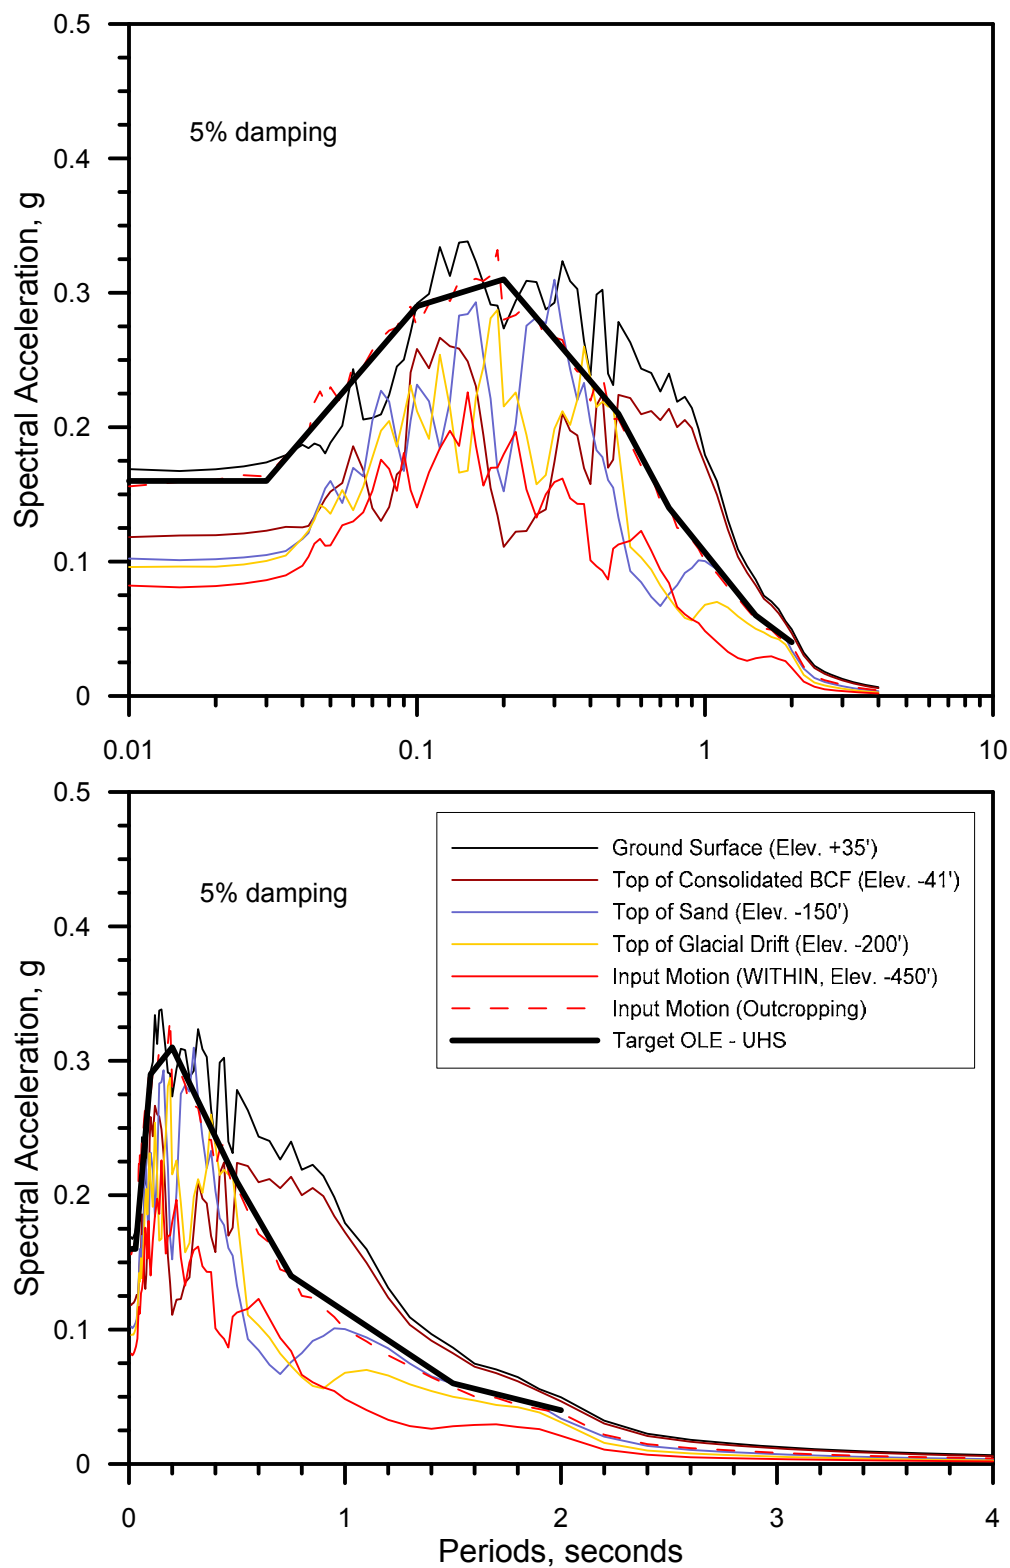 0.5
5% damping
0.4
0.3
0.2
0.1
0
Spectral Acceleration, g
0.01 0.1 1 10
0.5
Ground Surface (Elev. +35')
Top of Consolidated BCF (Elev. -41')
Top of Sand (Elev. -150')
Top of Glacial Drift (Elev. -200')
Input Motion (WITHIN, Elev. -450')
Input Motion (Outcropping)
Target OLE - UHS
5% damping
0.4
0.3
0.2
0.1
0
Spectral Acceleration, g
0 1 2 3 4
Periods, seconds